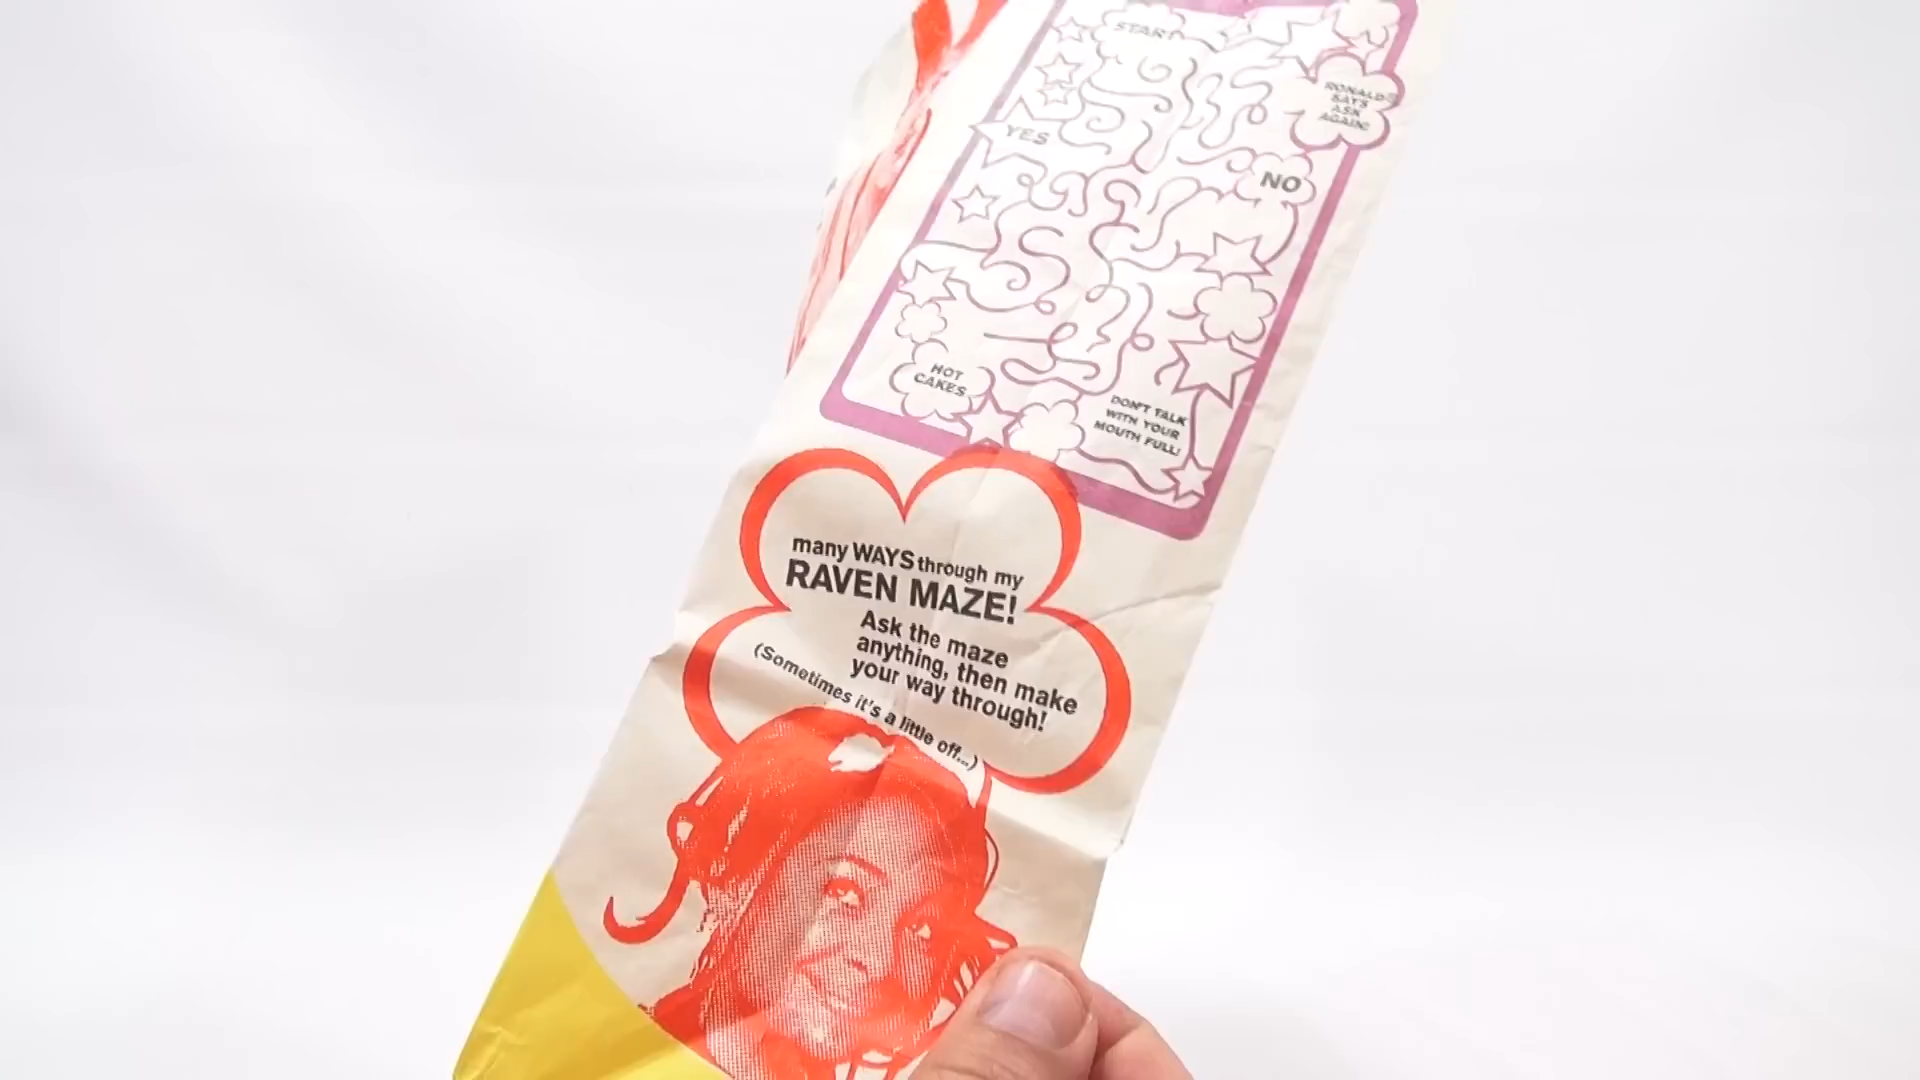 START
RONALD®
SAYS
ASK
AGAIN!
YES
NO
HOT
CAKES
DON'T TALK
WITH YOUR
MOUTH FULL!
many WAYS through my
RAVEN MAZE!
Ask the maze
anything, then make
your way through!
(Sometimes it's a little off...)